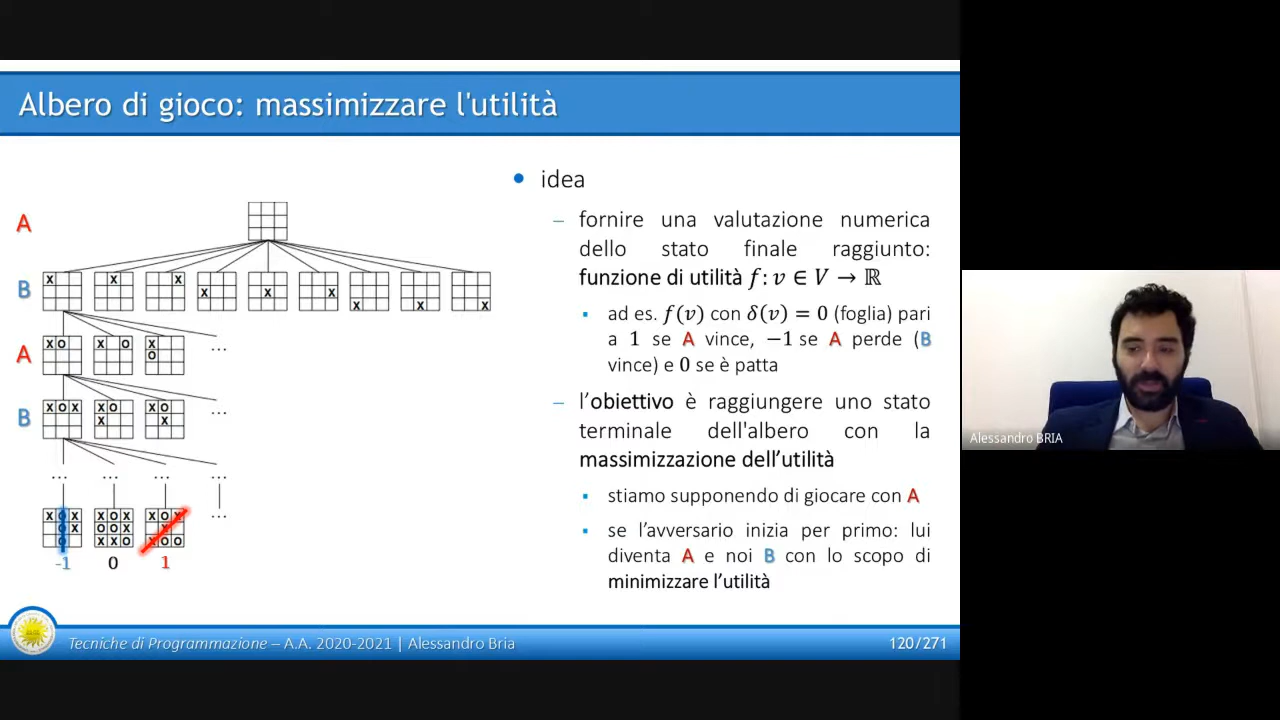 Albero di gioco: massimizzare l'utilità
A
B
A
B
X
X
X
X
X
X
X
X
X
X O
X O
X
O
...
X O X
X O
X
X O
X
...
... ... ... ...
X O X
O X
O
X O X
O O X
X X O
X O X
X
X O O
...
-1 0 1
• idea
– fornire una valutazione numerica
dello stato finale raggiunto:
funzione di utilità f: v ∈ V → ℝ
▪ ad es. f(v) con δ(v) = 0 (foglia) pari
a 1 se A vince, −1 se A perde (B
vince) e 0 se è patta
– l’obiettivo è raggiungere uno stato
terminale dell'albero con la
massimizzazione dell’utilità
▪ stiamo supponendo di giocare con A
▪ se l’avversario inizia per primo: lui
diventa A e noi B con lo scopo di
minimizzare l’utilità
Alessandro BRIA
Tecniche di Programmazione – A.A. 2020-2021 | Alessandro Bria
120/271